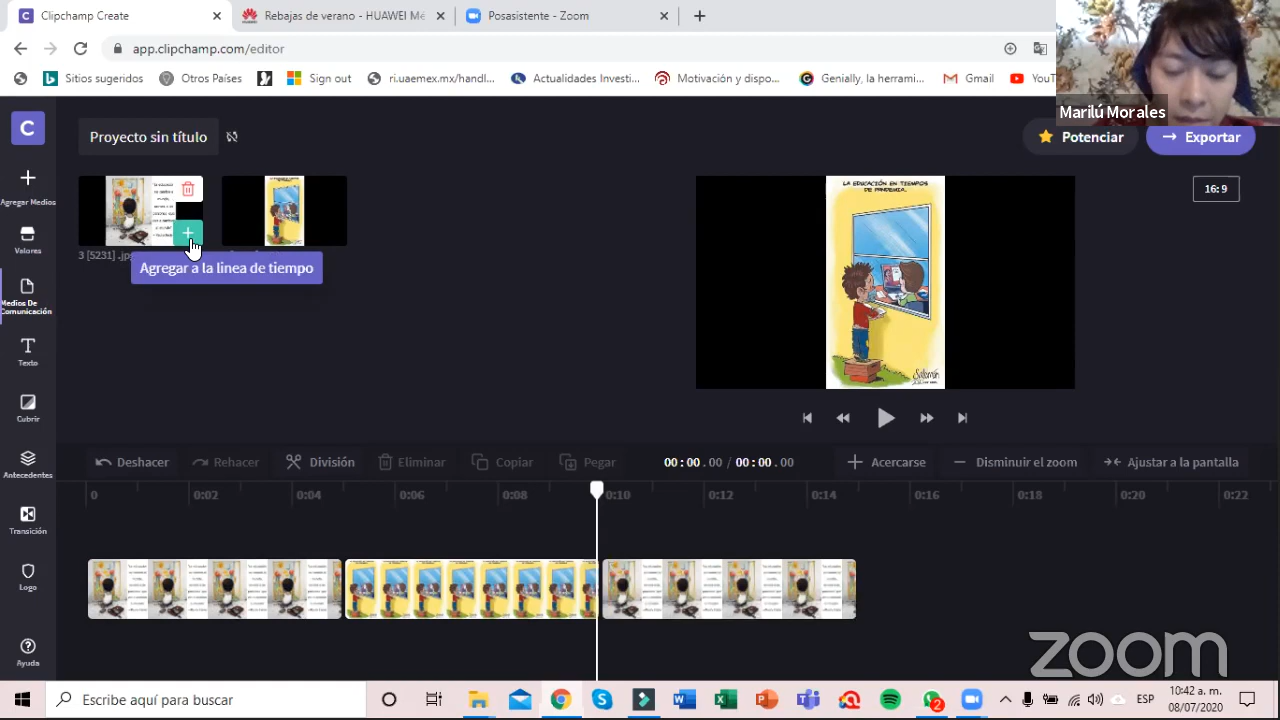 Clipchamp Create
Rebajas de verano - HUAWEI Mé
Posasistente - Zoom
app.clipchamp.com/editor
Sitios sugeridos
Otros Países
Sign out
ri.uaemex.mx/handl...
Actualidades Investi...
Motivación y dispo...
Genially, la herrami...
Gmail
YouT
Marilú Morales
C
Proyecto sin título
Potenciar
Exportar
Agregar Medios
Valores
Medios De Comunicación
Texto
Cubrir
Antecedentes
Transición
Logo
Ayuda
3 [5231] .jp
Agregar a la línea de tiempo
LA EDUCACIÓN EN TIEMPOS
DE PANDEMIA.
16:9
Deshacer
Rehacer
División
Eliminar
Copiar
Pegar
00:00.00 / 00:00.00
Acercarse
Disminuir el zoom
Ajustar a la pantalla
0 0:02 0:04 0:06 0:08 0:10 0:12 0:14 0:16 0:18 0:20 0:22
zoom
Escribe aquí para buscar
2
ESP
10:42 a. m.
08/07/2020